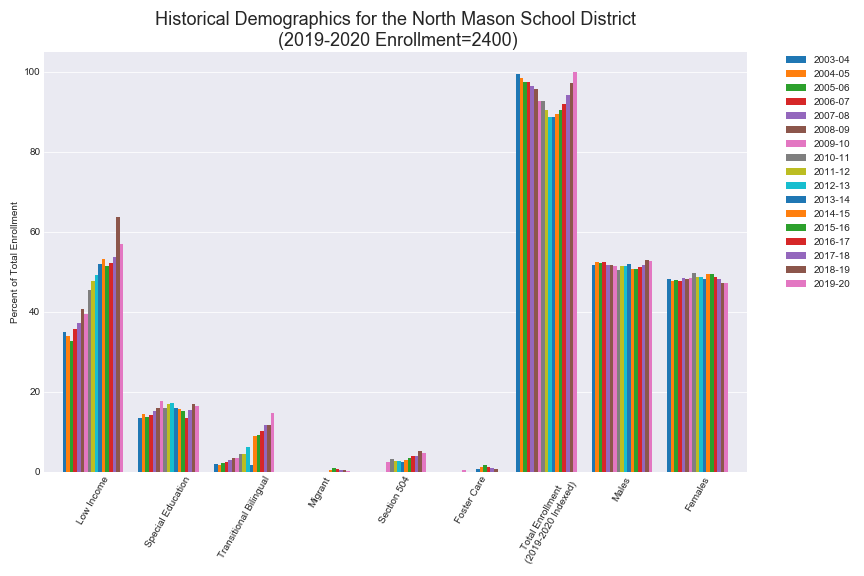 Historical Demographics for the North Mason School District
(2019-2020 Enrollment=2400)
Percent of Total Enrollment
100
80
60
40
20
0
Low Income
Special Education
Transitional Bilingual
Migrant
Section 504
Foster Care
Total Enrollment
(2019-2020 Indexed)
Males
Females
2003-04
2004-05
2005-06
2006-07
2007-08
2008-09
2009-10
2010-11
2011-12
2012-13
2013-14
2014-15
2015-16
2016-17
2017-18
2018-19
2019-20